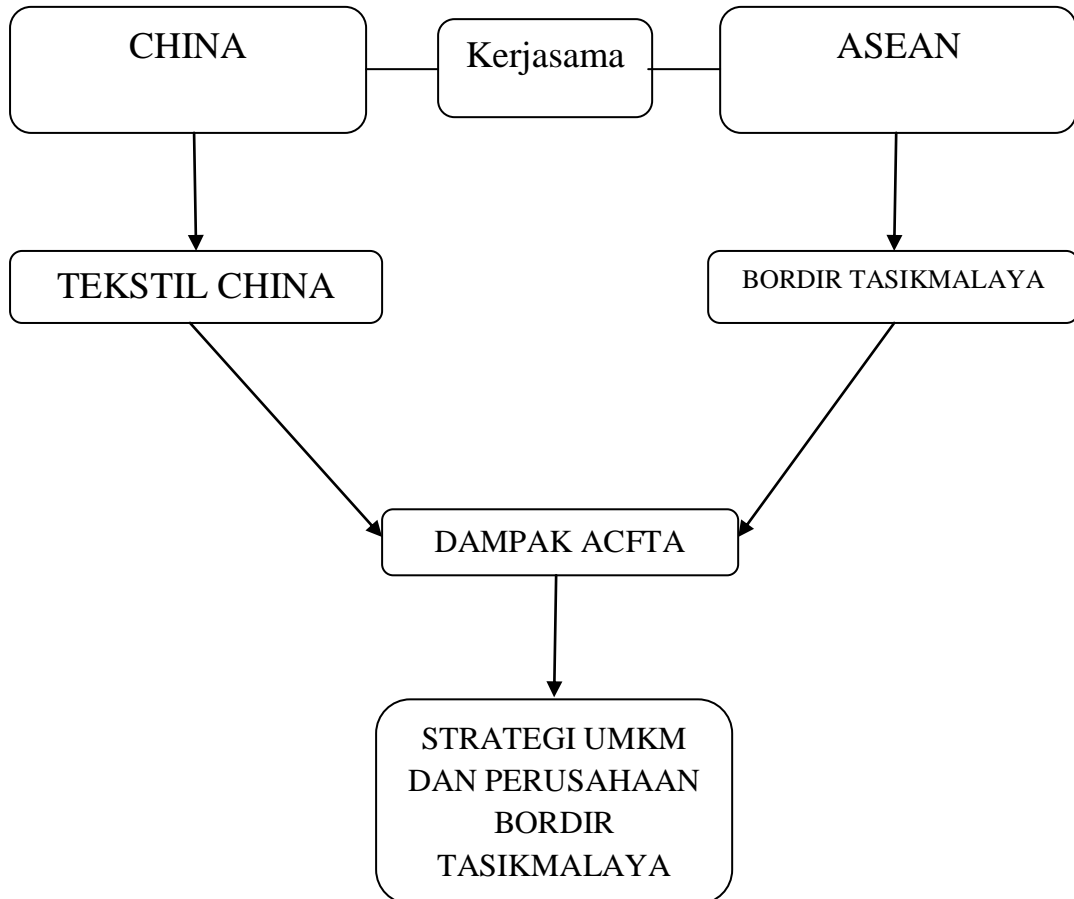 CHINA
Kerjasama
ASEAN
TEKSTIL CHINA
BORDIR TASIKMALAYA
DAMPAK ACFTA
STRATEGI UMKM
DAN PERUSAHAAN
BORDIR
TASIKMALAYA